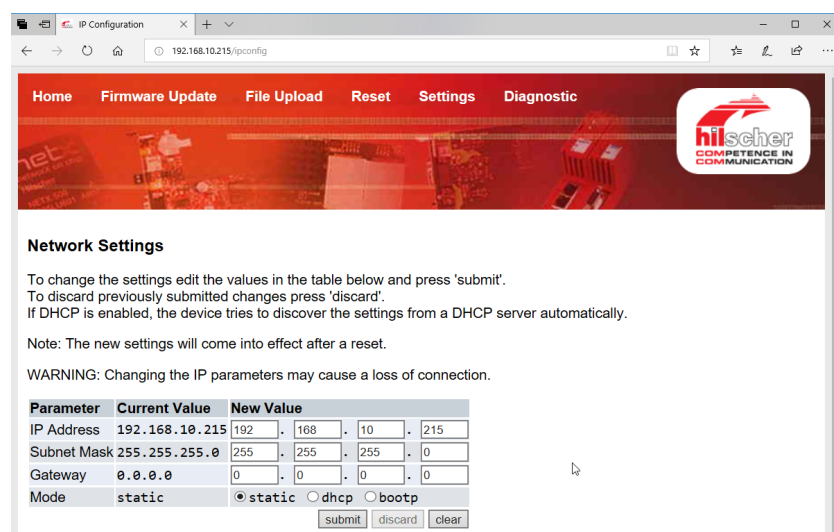 IP Configuration
192.168.10.215/ipconfig
Home Firmware Update File Upload Reset Settings Diagnostic
hilscher
COMPETENCE IN
COMMUNICATION
net
Network Settings
To change the settings edit the values in the table below and press 'submit'.
To discard previously submitted changes press 'discard'.
If DHCP is enabled, the device tries to discover the settings from a DHCP server automatically.
Note: The new settings will come into effect after a reset.
WARNING: Changing the IP parameters may cause a loss of connection.
Parameter Current Value New Value
IP Address 192.168.10.215 192 . 168 . 10 . 215
Subnet Mask 255.255.255.0 255 . 255 . 255 . 0
Gateway 0.0.0.0 0 . 0 . 0 . 0
Mode static static dhcp bootp
submit discard clear